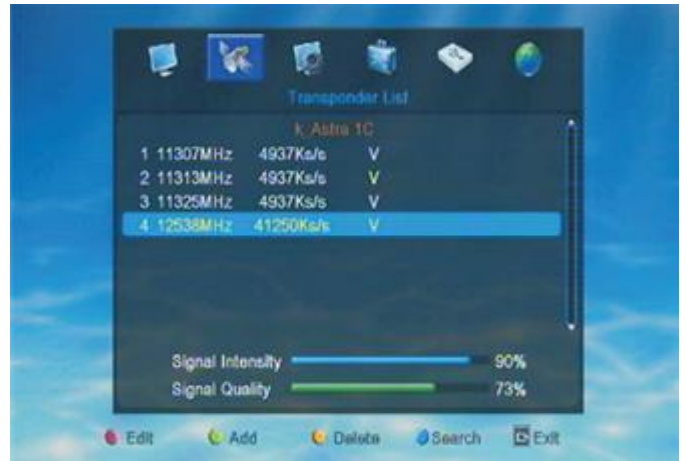 Transponder List
k Astra 1C
1 11307MHz 4937Ks/s V
2 11313MHz 4937Ks/s V
3 11325MHz 4937Ks/s V
4 12538MHz 41250Ks/s V
Signal Intensity 90%
Signal Quality 73%
Edit Add Delete Search Exit